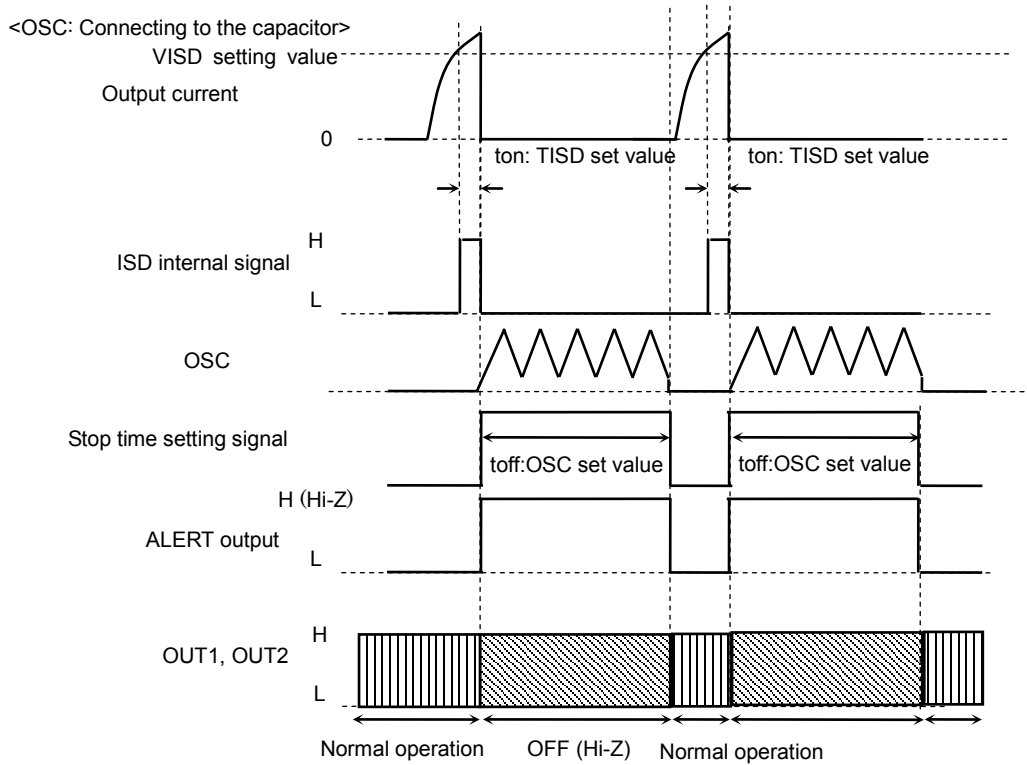 <OSC: Connecting to the capacitor>
VISD setting value
Output current
0
ton: TISD set value
ton: TISD set value
H
ISD internal signal
L
OSC
Stop time setting signal
toff:OSC set value
toff:OSC set value
H (Hi-Z)
ALERT output
L
H
OUT1, OUT2
L
Normal operation
OFF (Hi-Z)
Normal operation